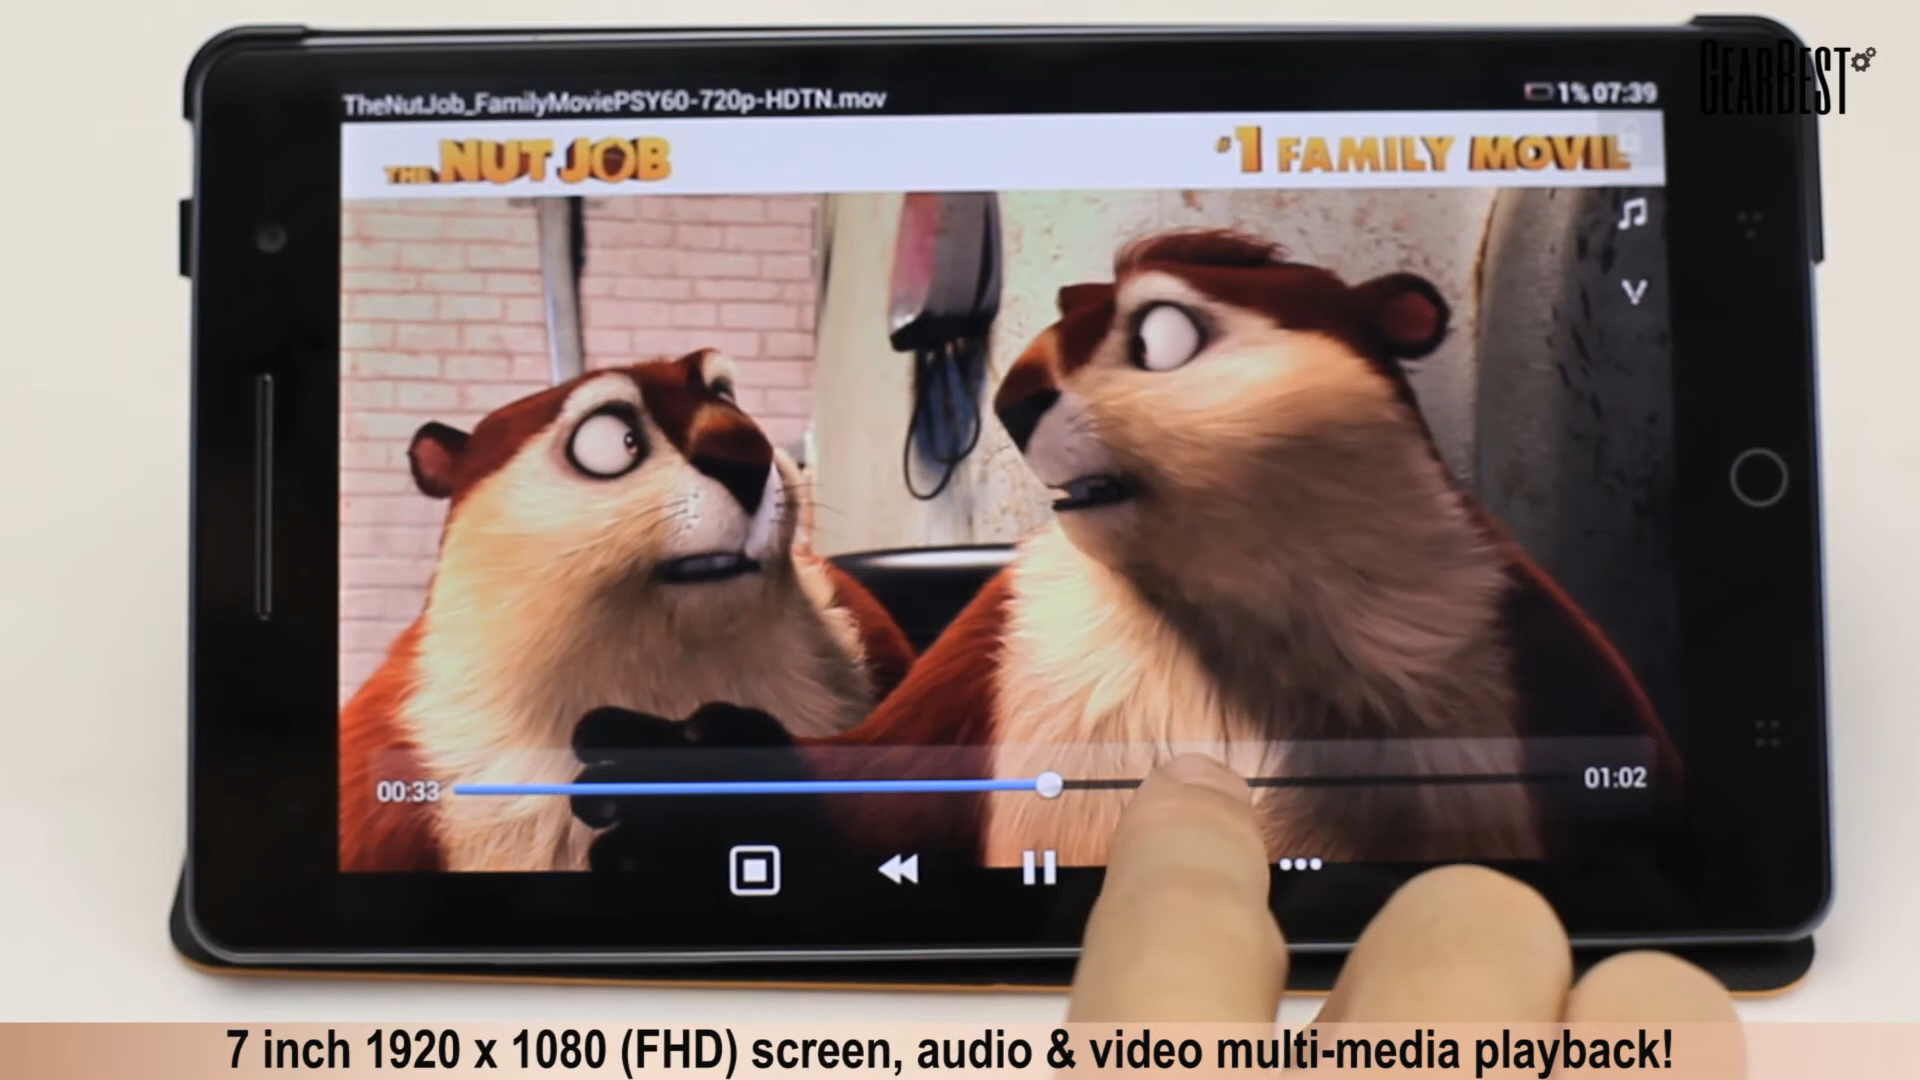 GEARBEST
TheNutJob_FamilyMoviePSY60-720p-HDTN.mov
1% 07:39
THE NUT JOB
#1 FAMILY MOVIE
00:33
01:02
7 inch 1920 x 1080 (FHD) screen, audio & video multi-media playback!